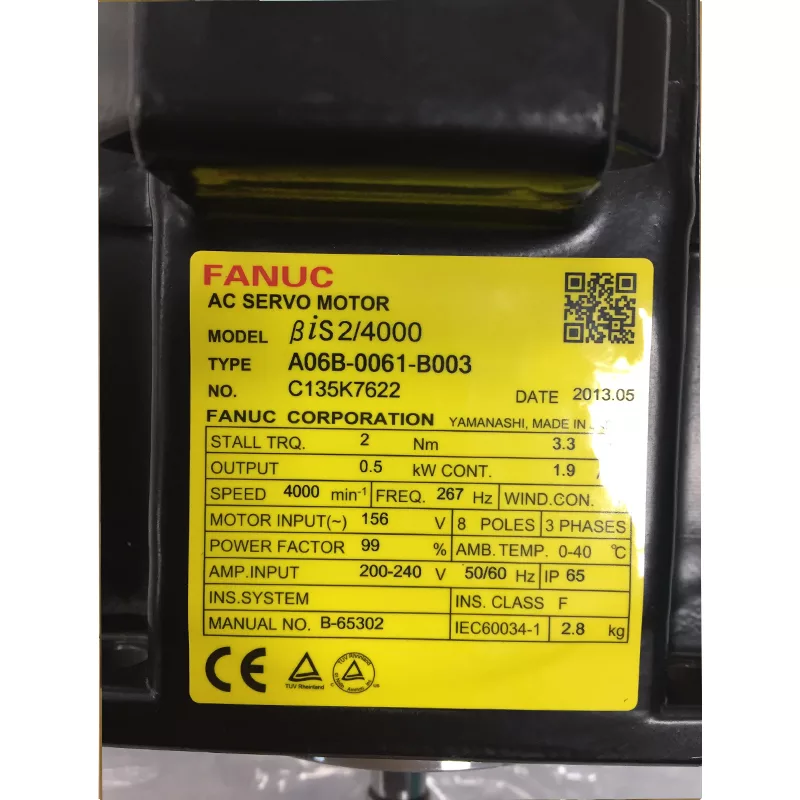 FANUC
AC SERVO MOTOR
MODEL βiS 2/4000
TYPE A06B-0061-B003
NO. C135K7622
DATE 2013.05
FANUC CORPORATION YAMANASHI, MADE IN
STALL TRQ. 2 Nm 3.3
OUTPUT 0.5 kW CONT. 1.9
SPEED 4000 min⁻¹ FREQ. 267 Hz WIND.CON.
MOTOR INPUT(~) 156 V 8 POLES 3 PHASES
POWER FACTOR 99 % AMB.TEMP. 0-40 ℃
AMP.INPUT 200-240 V 50/60 Hz IP 65
INS.SYSTEM INS. CLASS F
MANUAL NO. B-65302 IEC60034-1 2.8 kg
CE
TÜV Rheinland